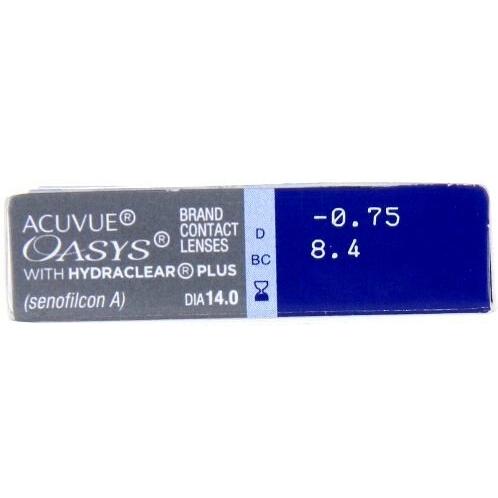 ACUVUE®
OASYS®
BRAND
CONTACT
LENSES
WITH HYDRACLEAR® PLUS
(senofilcon A)
DIA 14.0
D
-0.75
BC
8.4